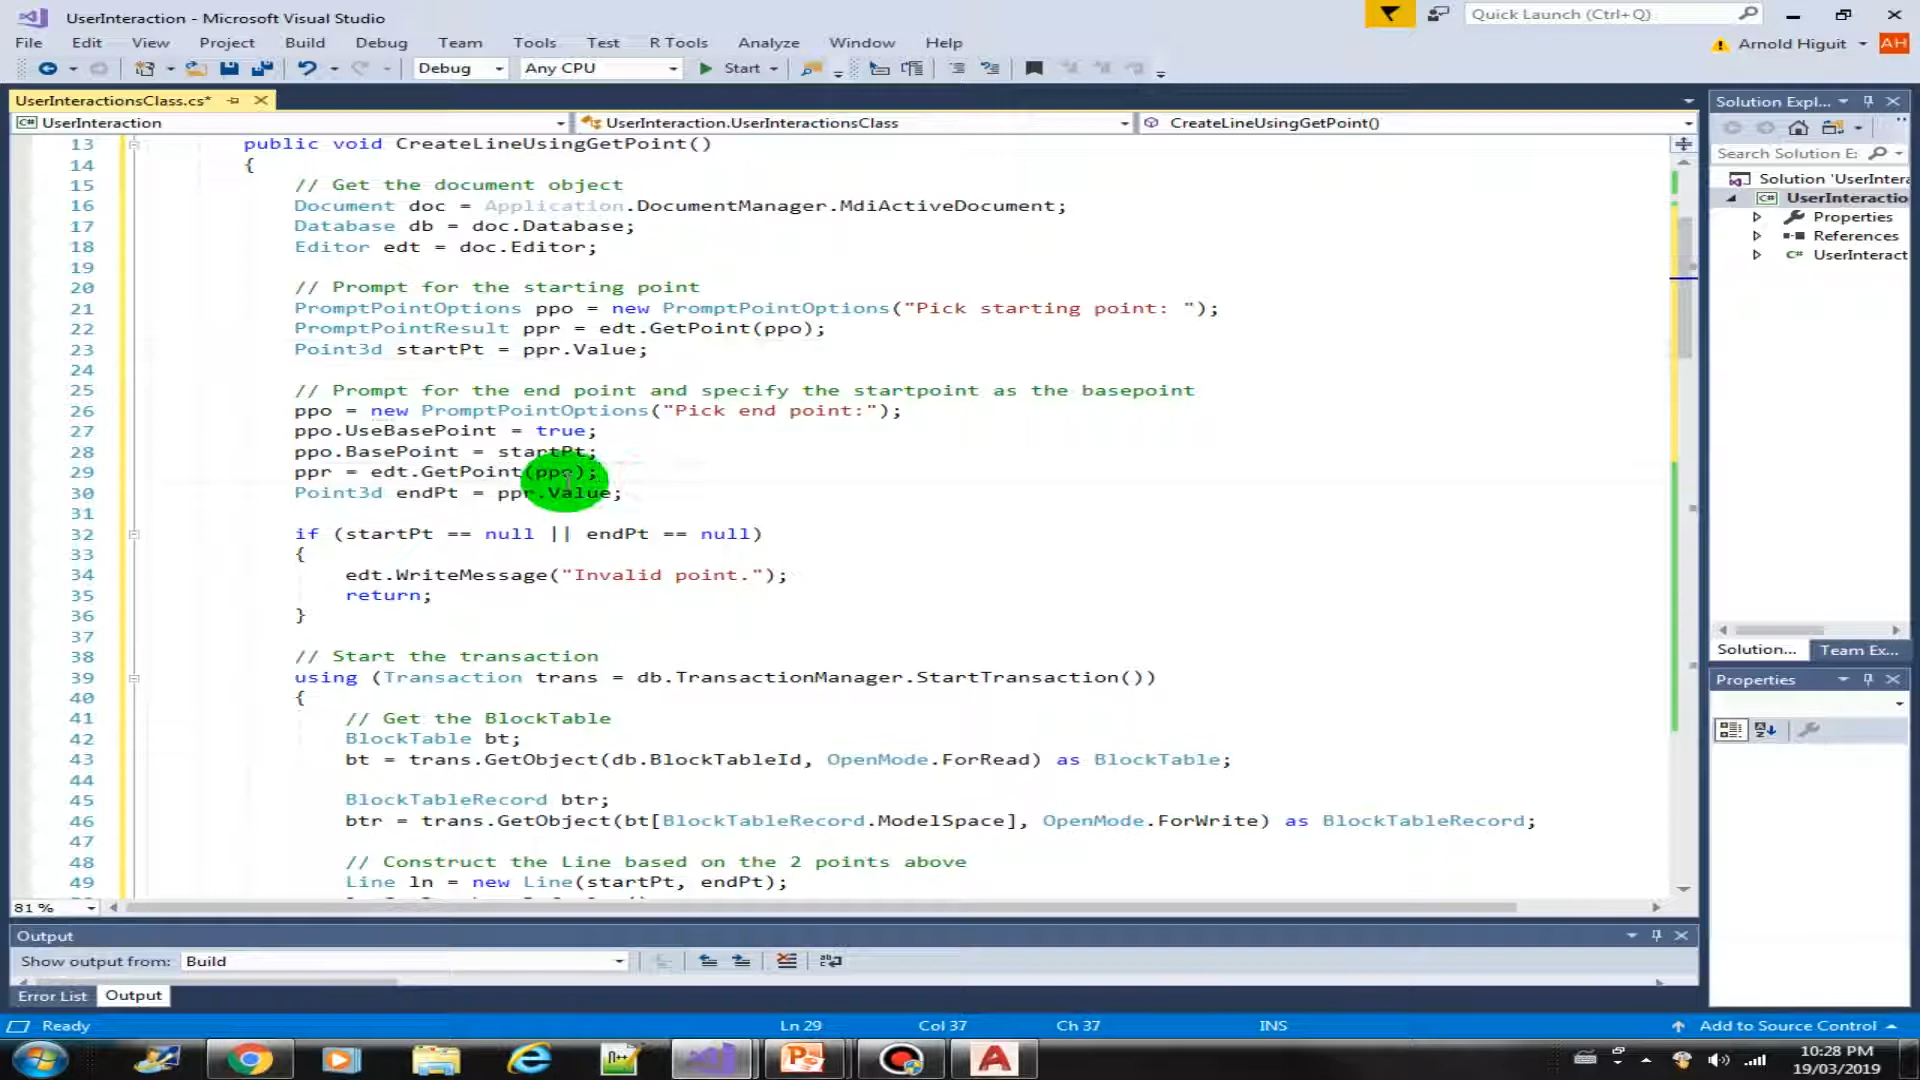 UserInteraction - Microsoft Visual Studio
Quick Launch (Ctrl+Q)
File Edit View Project Build Debug Team Tools Test R Tools Analyze Window Help
Arnold Higuit AH
Debug Any CPU Start
UserInteractionsClass.cs*
C# UserInteraction UserInteraction.UserInteractionsClass CreateLineUsingGetPoint()
13 public void CreateLineUsingGetPoint()
14 {
15 // Get the document object
16 Document doc = Application.DocumentManager.MdiActiveDocument;
17 Database db = doc.Database;
18 Editor edt = doc.Editor;
19
20 // Prompt for the starting point
21 PromptPointOptions ppo = new PromptPointOptions("Pick starting point: ");
22 PromptPointResult ppr = edt.GetPoint(ppo);
23 Point3d startPt = ppr.Value;
24
25 // Prompt for the end point and specify the startpoint as the basepoint
26 ppo = new PromptPointOptions("Pick end point:");
27 ppo.UseBasePoint = true;
28 ppo.BasePoint = startPt;
29 ppr = edt.GetPoint(ppo);
30 Point3d endPt = ppr.Value;
31
32 if (startPt == null || endPt == null)
33 {
34 edt.WriteMessage("Invalid point.");
35 return;
36 }
37
38 // Start the transaction
39 using (Transaction trans = db.TransactionManager.StartTransaction())
40 {
41 // Get the BlockTable
42 BlockTable bt;
43 bt = trans.GetObject(db.BlockTableId, OpenMode.ForRead) as BlockTable;
44
45 BlockTableRecord btr;
46 btr = trans.GetObject(bt[BlockTableRecord.ModelSpace], OpenMode.ForWrite) as BlockTableRecord;
47
48 // Construct the Line based on the 2 points above
49 Line ln = new Line(startPt, endPt);
81 %
Solution Expl...
Search Solution E:
Solution 'UserIntera
C# UserInteractio
Properties
References
C# UserInteract
Solution... Team Ex...
Properties
Output
Show output from: Build
Error List Output
Ready Ln 29 Col 37 Ch 37 INS Add to Source Control
N++
10:28 PM
19/03/2019